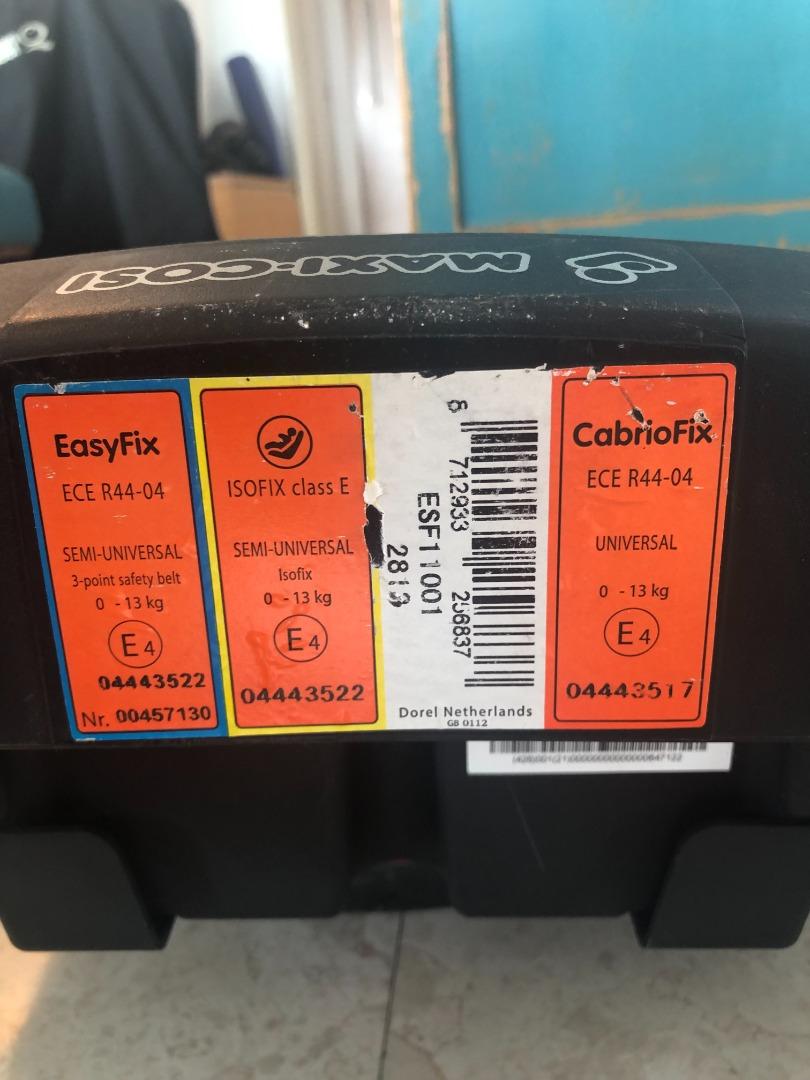 MAXI-COSI
EasyFix
ECE R44-04
SEMI-UNIVERSAL
3-point safety belt
0 - 13 kg
E4
04443522
Nr. 00457130
ISOFIX class E
SEMI-UNIVERSAL
Isofix
0 - 13 kg
E4
04443522
8 712933 256837
ESF11001
Dorel Netherlands
GB 0112
CabrioFix
ECE R44-04
UNIVERSAL
0 - 13 kg
E4
04443517